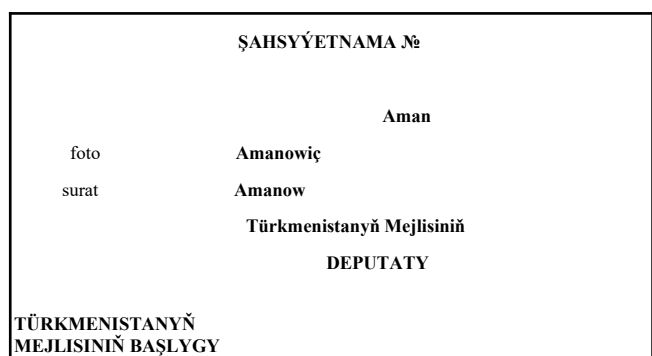 ŞAHSYÝETNAMA №
Aman
foto Amanowiç
surat Amanow
Türkmenistanyň Mejlisiniň
DEPUTATY
TÜRKMENISTANYŇ
MEJLISINIŇ BAŞLYGY